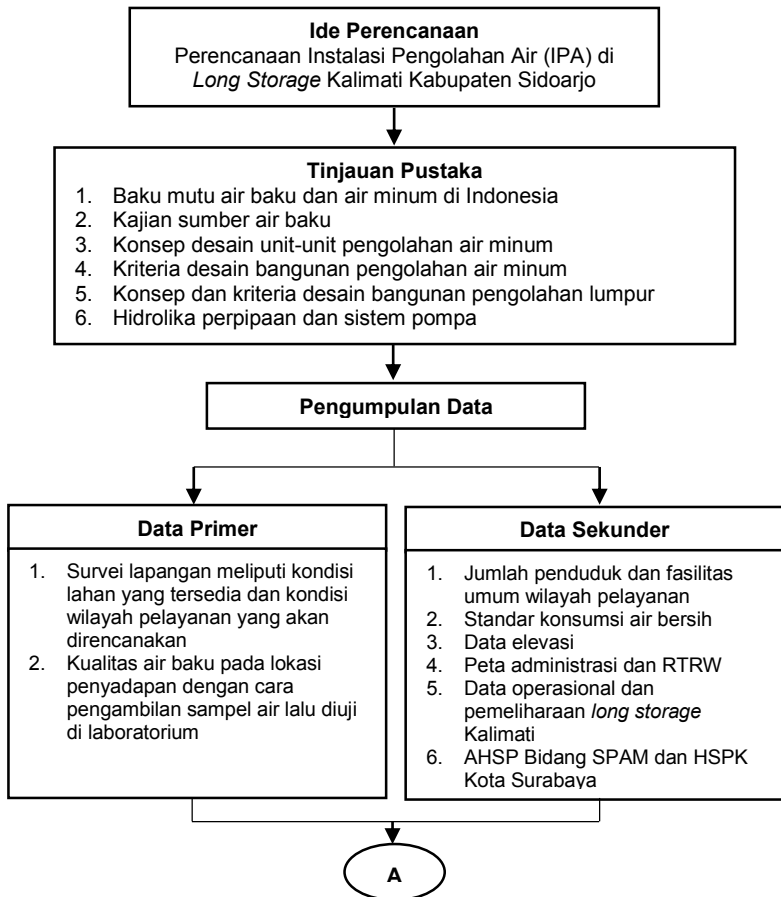 Ide Perencanaan
Perencanaan Instalasi Pengolahan Air (IPA) di
Long Storage Kalimati Kabupaten Sidoarjo
Tinjauan Pustaka
1. Baku mutu air baku dan air minum di Indonesia
2. Kajian sumber air baku
3. Konsep desain unit-unit pengolahan air minum
4. Kriteria desain bangunan pengolahan air minum
5. Konsep dan kriteria desain bangunan pengolahan lumpur
6. Hidrolika perpipaan dan sistem pompa
Pengumpulan Data
Data Primer
1. Survei lapangan meliputi kondisi
lahan yang tersedia dan kondisi
wilayah pelayanan yang akan
direncanakan
2. Kualitas air baku pada lokasi
penyadapan dengan cara
pengambilan sampel air lalu diuji
di laboratorium
Data Sekunder
1. Jumlah penduduk dan fasilitas
umum wilayah pelayanan
2. Standar konsumsi air bersih
3. Data elevasi
4. Peta administrasi dan RTRW
5. Data operasional dan
pemeliharaan long storage
Kalimati
6. AHSP Bidang SPAM dan HSPK
Kota Surabaya
A